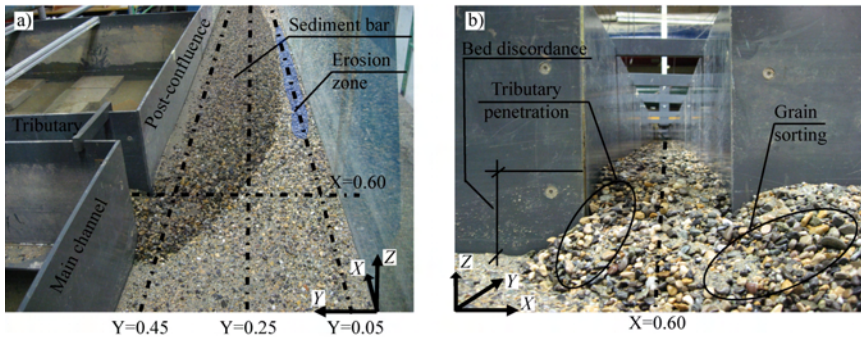 a)
Sediment bar
Erosion
zone
Post-confluence
Tributary
X=0.60
Main channel
Z
X
Y
Y=0.45
Y=0.25
Y=0.05
b)
Bed discordance
Tributary
penetration
Grain
sorting
Z
Y
X
X=0.60